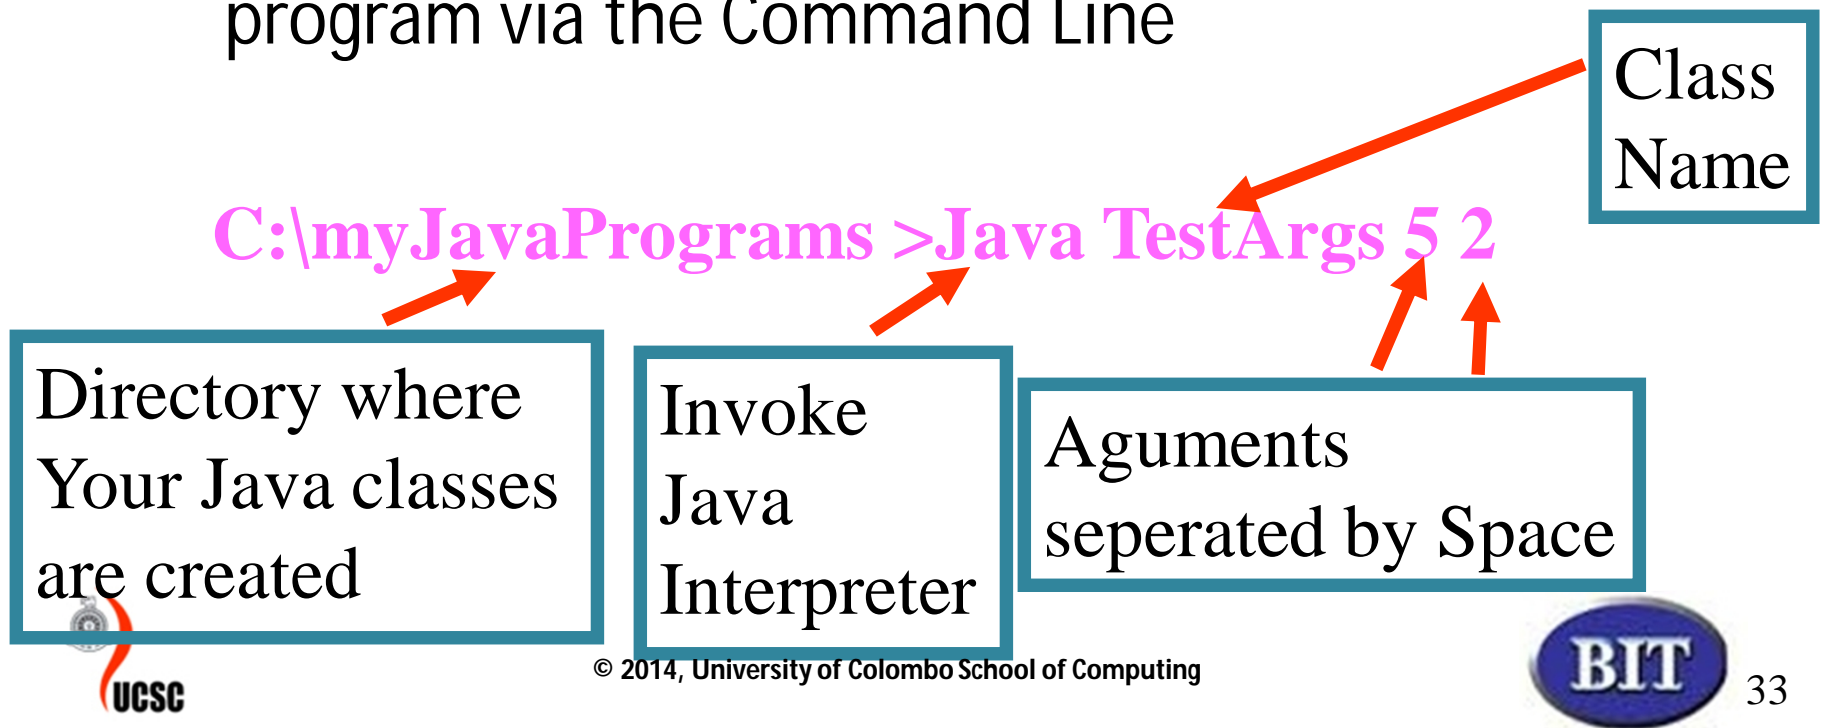 program via the Command Line
Class
Name
C:\myJavaPrograms >Java TestArgs 5 2
Directory where
Your Java classes
are created
Invoke
Java
Interpreter
Aguments
seperated by Space
UCSC
© 2014, University of Colombo School of Computing
BIT
33